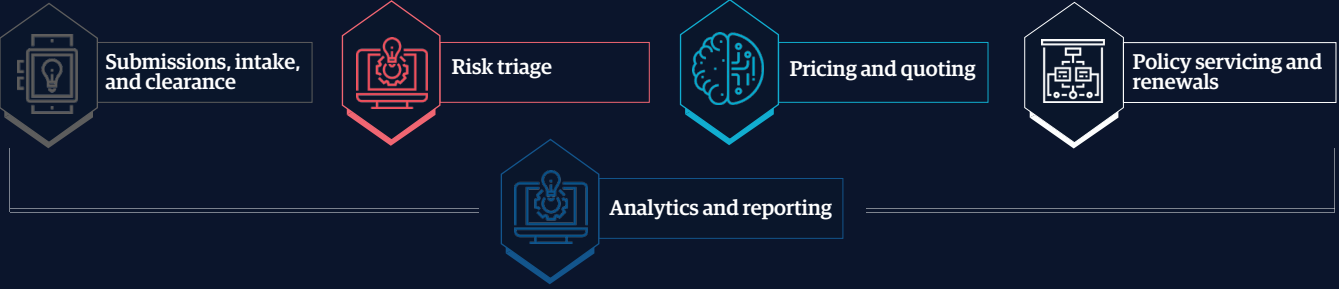 Submissions, intake,
and clearance
Risk triage
Pricing and quoting
Policy servicing and
renewals
Analytics and reporting